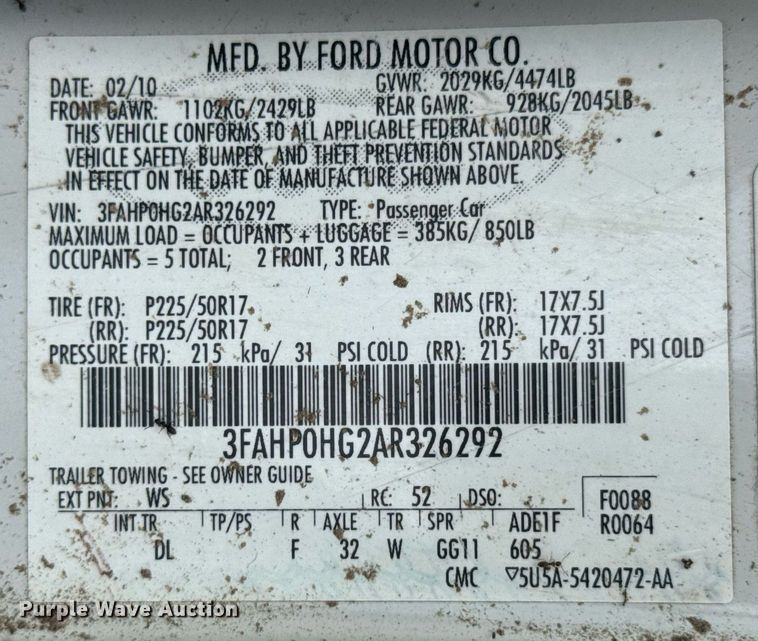 MFD. BY FORD MOTOR CO.
DATE: 02/10 GVWR: 2029KG/4474LB
FRONT GAWR: 1102KG/2429LB REAR GAWR: 928KG/2045LB
THIS VEHICLE CONFORMS TO ALL APPLICABLE FEDERAL MOTOR
VEHICLE SAFETY, BUMPER, AND THEFT PREVENTION STANDARDS
IN EFFECT ON THE DATE OF MANUFACTURE SHOWN ABOVE.
VIN: 3FAHP0HG2AR326292 TYPE: Passenger Car
MAXIMUM LOAD = OCCUPANTS + LUGGAGE = 385KG/ 850LB
OCCUPANTS = 5 TOTAL; 2 FRONT, 3 REAR
TIRE (FR): P225/50R17 RIMS (FR): 17X7.5J
(RR): P225/50R17 (RR): 17X7.5J
PRESSURE (FR): 215 kPa/ 31 PSI COLD (RR): 215 kPa/ 31 PSI COLD
3FAHP0HG2AR326292
TRAILER TOWING - SEE OWNER GUIDE
EXT PNT: WS RC: 52 DSO: F0088
INT TR TP/PS R AXLE TR SPR ADE1F R0064
DL F 32 W GG11 605
CMC ▽5U5A-5420472-AA
Purple Wave Auction